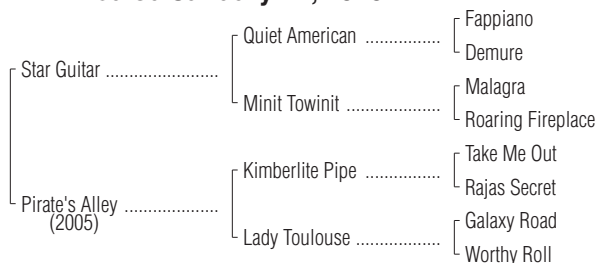 Star Guitar
Quiet American
Fappiano
Demure
Minit Towinit
Malagra
Roaring Fireplace
Pirate's Alley
(2005)
Kimberlite Pipe
Take Me Out
Rajas Secret
Lady Toulouse
Galaxy Road
Worthy Roll